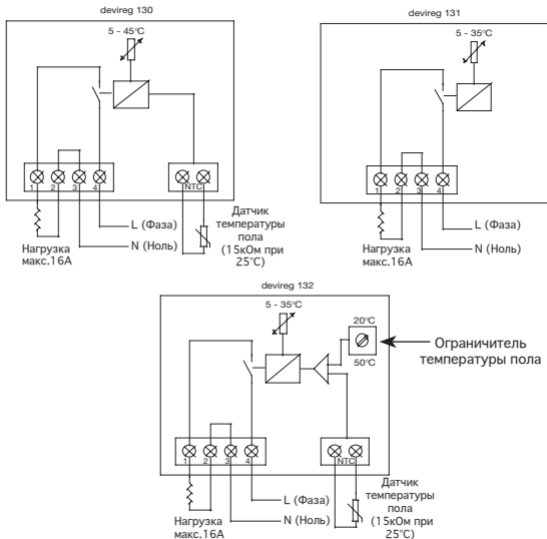 devireg 130
5 - 45°C
1 2 3 4
NTC
L (Фаза)
N (Ноль)
Нагрузка
макс.16А
Датчик
температуры
пола
(15кОм при
25°C)
devireg 131
5 - 35°C
1 2 3 4
L (Фаза)
N (Ноль)
Нагрузка
макс.16А
devireg 132
5 - 35°C
20°C
50°C
Ограничитель
температуры пола
1 2 3 4
NTC
L (Фаза)
N (Ноль)
Нагрузка
макс.16А
Датчик
температуры
пола
(15кОм при
25°C)